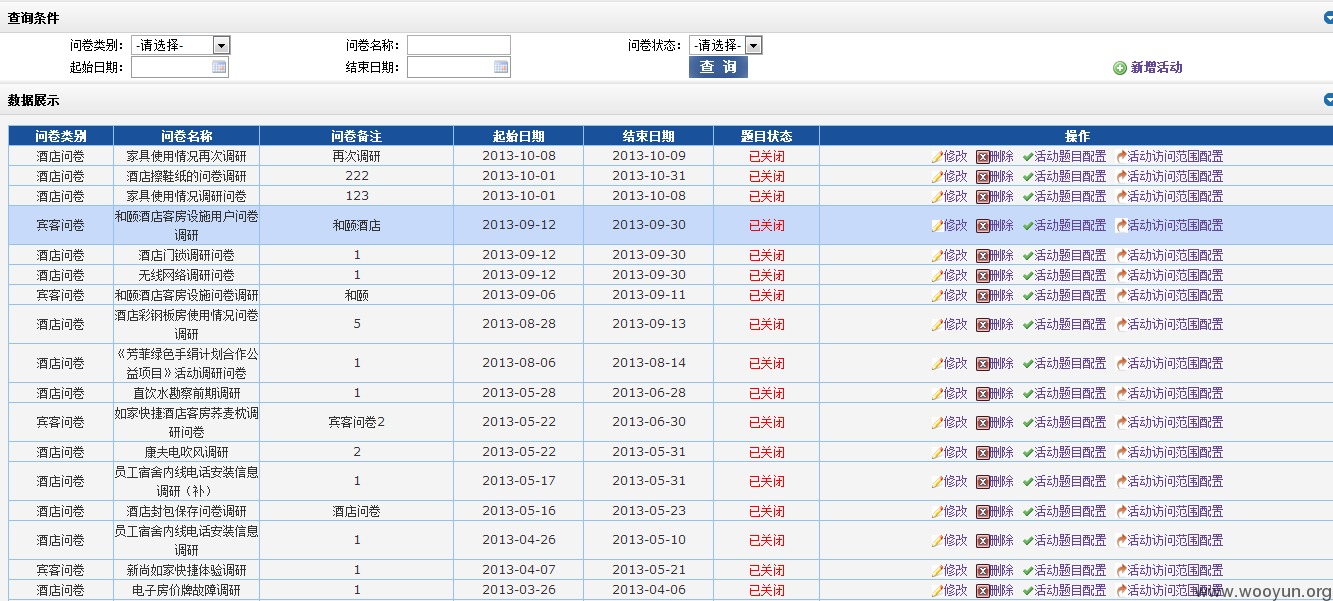 查询条件
问卷类别： -请选择- 问卷名称： 问卷状态： -请选择-
起始日期： 结束日期： 查 询 新增活动
数据展示
问卷类别 问卷名称 问卷备注 起始日期 结束日期 题目状态 操作
酒店问卷 家具使用情况再次调研 再次调研 2013-10-08 2013-10-09 已关闭 修改 删除 活动题目配置 活动访问范围配置
酒店问卷 酒店擦鞋纸的问卷调研 222 2013-10-01 2013-10-31 已关闭 修改 删除 活动题目配置 活动访问范围配置
酒店问卷 家具使用情况调研问卷 123 2013-10-01 2013-10-08 已关闭 修改 删除 活动题目配置 活动访问范围配置
宾客问卷 和颐酒店客房设施用户问卷
调研 和颐酒店 2013-09-12 2013-09-30 已关闭 修改 删除 活动题目配置 活动访问范围配置
酒店问卷 酒店门锁调研问卷 1 2013-09-12 2013-09-30 已关闭 修改 删除 活动题目配置 活动访问范围配置
酒店问卷 无线网络调研问卷 1 2013-09-12 2013-09-30 已关闭 修改 删除 活动题目配置 活动访问范围配置
宾客问卷 和颐酒店客房设施问卷调研 和颐 2013-09-06 2013-09-11 已关闭 修改 删除 活动题目配置 活动访问范围配置
酒店问卷 酒店彩钢板房使用情况问卷
调研 5 2013-08-28 2013-09-13 已关闭 修改 删除 活动题目配置 活动访问范围配置
酒店问卷 《芳菲绿色手绢计划合作公
益项目》活动调研问卷 1 2013-08-06 2013-08-14 已关闭 修改 删除 活动题目配置 活动访问范围配置
酒店问卷 直饮水勘察前期调研 1 2013-05-28 2013-06-28 已关闭 修改 删除 活动题目配置 活动访问范围配置
宾客问卷 如家快捷酒店客房荞麦枕调
研问卷 宾客问卷2 2013-05-22 2013-06-30 已关闭 修改 删除 活动题目配置 活动访问范围配置
酒店问卷 康夫电吹风调研 2 2013-05-22 2013-05-31 已关闭 修改 删除 活动题目配置 活动访问范围配置
酒店问卷 员工宿舍内线电话安装信息
调研（补） 1 2013-05-17 2013-05-31 已关闭 修改 删除 活动题目配置 活动访问范围配置
酒店问卷 酒店封包保存问卷调研 酒店问卷 2013-05-16 2013-05-23 已关闭 修改 删除 活动题目配置 活动访问范围配置
酒店问卷 员工宿舍内线电话安装信息
调研 1 2013-04-26 2013-05-10 已关闭 修改 删除 活动题目配置 活动访问范围配置
宾客问卷 新尚如家快捷体验调研 1 2013-04-07 2013-05-21 已关闭 修改 删除 活动题目配置 活动访问范围配置
酒店问卷 电子房价牌故障调研 1 2013-03-26 2013-04-06 已关闭 修改 删除 活动题目配置 活动访问范围配置
www.wooyun.org